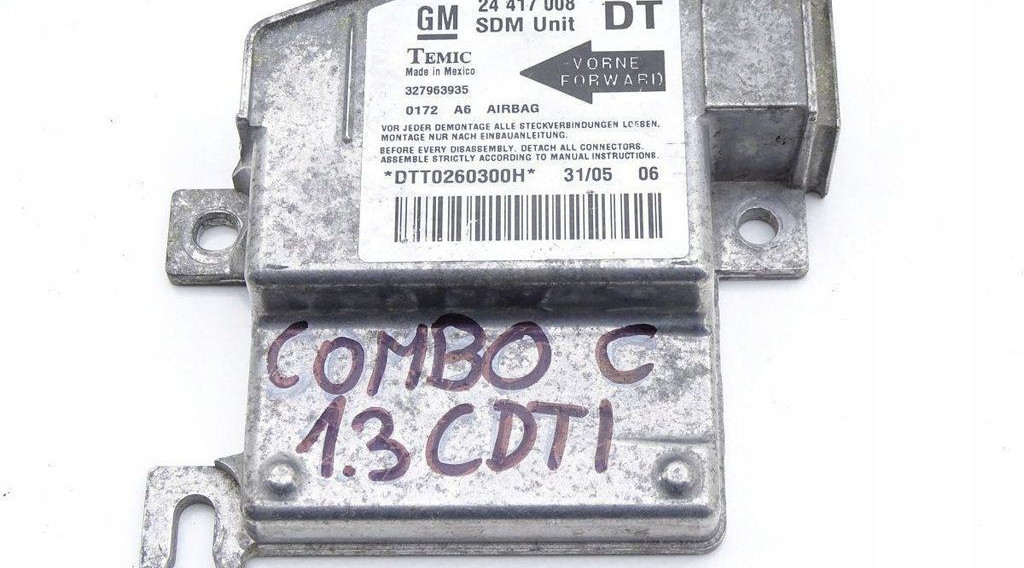 GM 24 417 008 DT
SDM Unit
TEMIC
Made in Mexico
VORNE
FORWARD
327963935
0172 A6 AIRBAG
VOR JEDER DEMONTAGE ALLE STECKVERBINDUNGEN LOESEN.
MONTAGE NUR NACH EINBAUANLEITUNG.
BEFORE EVERY DISASSEMBLY, DETACH ALL CONNECTORS.
ASSEMBLE STRICTLY ACCORDING TO MANUAL INSTRUCTIONS.
*DTT0260300H* 31/05 06
COMBO C
1.3 CDTI